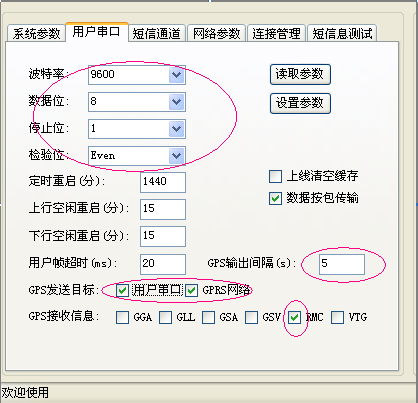 系统参数 用户串口 短信通道 网络参数 连接管理 短信息测试
波特率: 9600 读取参数
数据位: 8 设置参数
停止位: 1
检验位: Even
定时重启(分): 1440 上线清空缓存
上行空闲重启(分): 15 数据按包传输
下行空闲重启(分): 15
用户帧超时(ms): 20 GPS输出间隔(s): 5
GPS发送目标: 用户串口 GPRS网络
GPS接收信息: GGA GLL GSA GSV RMC VTG
欢迎使用